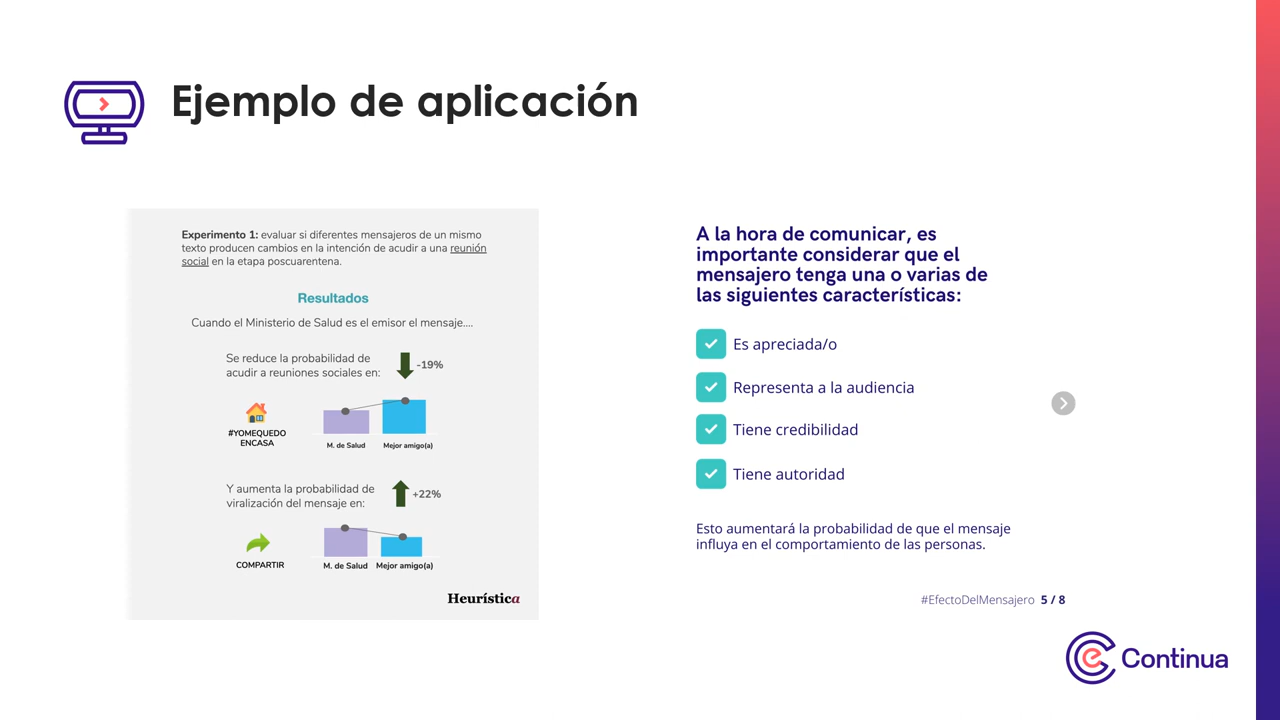 Ejemplo de aplicación
Experimento 1: evaluar si diferentes mensajeros de un mismo
texto producen cambios en la intención de acudir a una reunión
social en la etapa poscuarentena.
Resultados
Cuando el Ministerio de Salud es el emisor el mensaje....
Se reduce la probabilidad de
acudir a reuniones sociales en:
-19%
#YOMEQUEDO
ENCASA
M. de Salud
Mejor amigo(a)
Y aumenta la probabilidad de
viralización del mensaje en:
+22%
COMPARTIR
M. de Salud
Mejor amigo(a)
Heurística
A la hora de comunicar, es
importante considerar que el
mensajero tenga una o varias de
las siguientes características:
Es apreciada/o
Representa a la audiencia
Tiene credibilidad
Tiene autoridad
Esto aumentará la probabilidad de que el mensaje
influya en el comportamiento de las personas.
#EfectoDelMensajero 5 / 8
e Continua